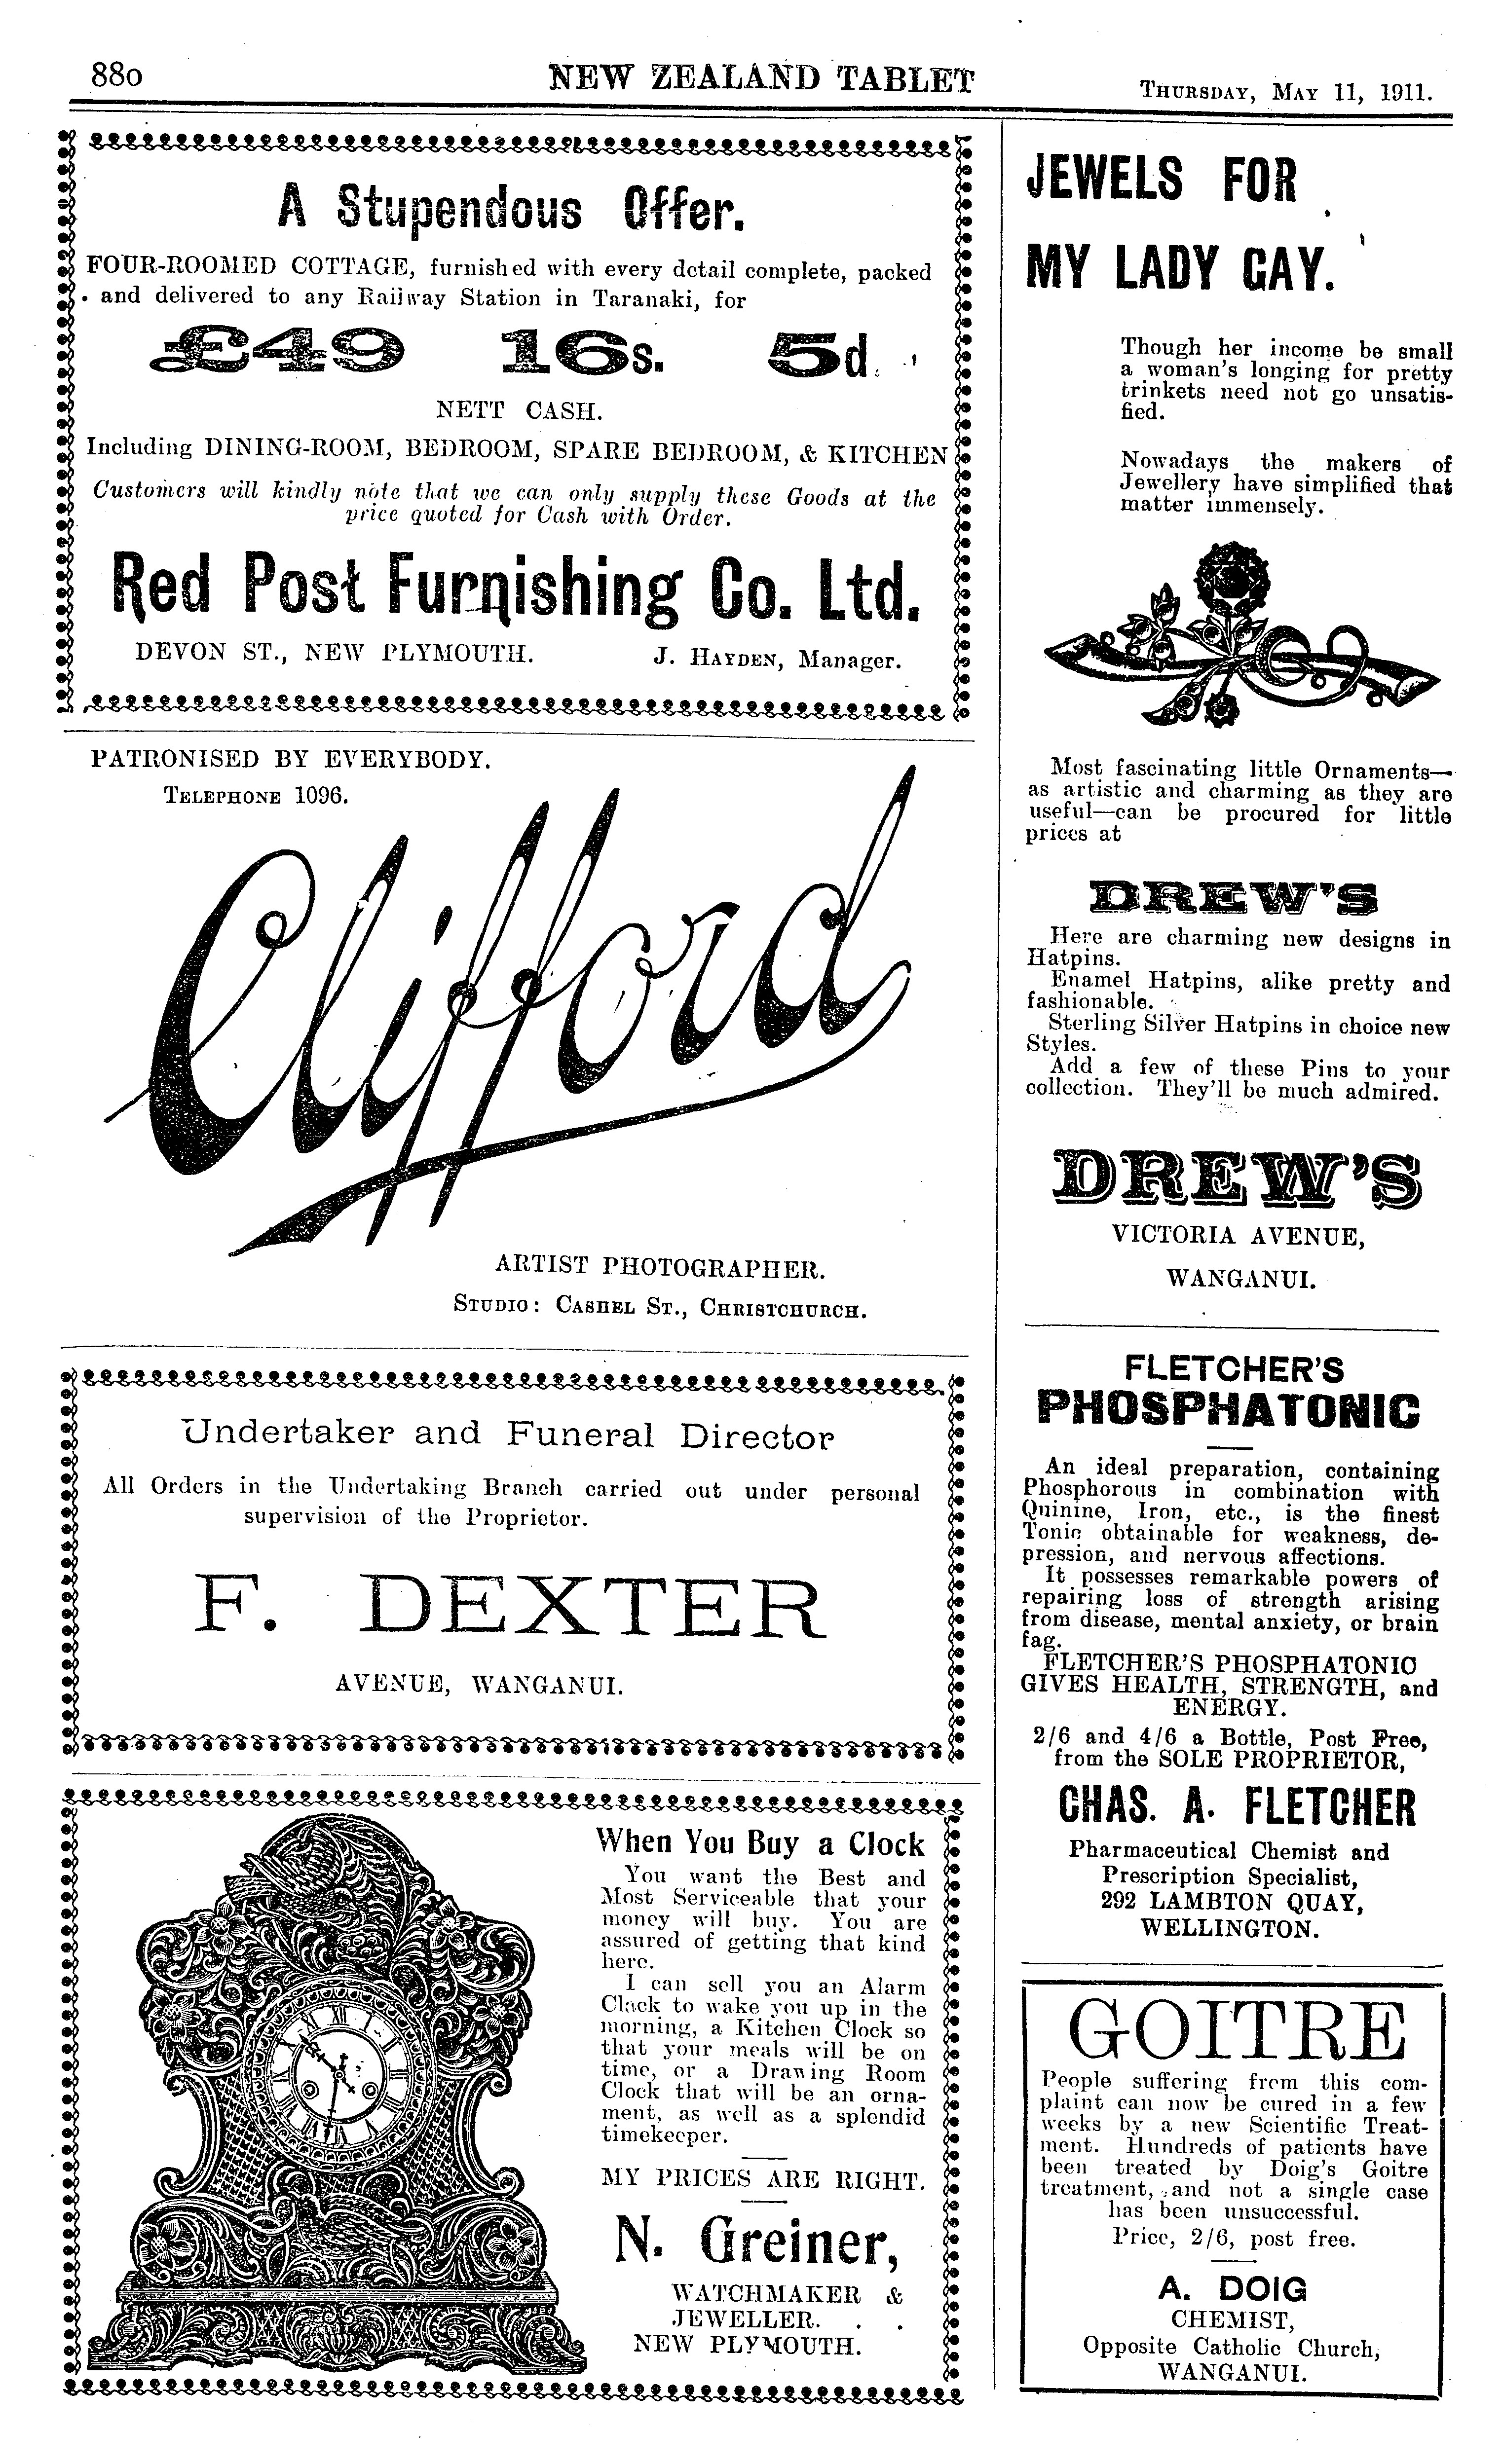 880
NEW ZEALAND TABLET
THURSDAY, MAY 11, 1911.
A Stupendous Offer.
FOUR-ROOMED COTTAGE, furnished with every detail complete, packed
and delivered to any Railway Station in Taranaki, for
£49 16s. 5d.
NETT CASH.
Including DINING-ROOM, BEDROOM, SPARE BEDROOM, & KITCHEN
Customers will kindly note that we can only supply these Goods at the
price quoted for Cash with Order.
Red Post Furnishing Co. Ltd.
DEVON ST., NEW PLYMOUTH. J. HAYDEN, Manager.
PATRONISED BY EVERYBODY.
TELEPHONE 1096.
Clifford
ARTIST PHOTOGRAPHER.
STUDIO: CASHEL ST., CHRISTCHURCH.
Undertaker and Funeral Director
All Orders in the Undertaking Branch carried out under personal
supervision of the Proprietor.
F. DEXTER
AVENUE, WANGANUI.
When You Buy a Clock
You want the Best and
Most Serviceable that your
money will buy. You are
assured of getting that kind
here.
I can sell you an Alarm
Clock to wake you up in the
morning, a Kitchen Clock so
that your meals will be on
time, or a Drawing Room
Clock that will be an orna-
ment, as well as a splendid
timekeeper.
MY PRICES ARE RIGHT.
N. Greiner,
WATCHMAKER &
JEWELLER. . .
NEW PLYMOUTH.
JEWELS FOR
MY LADY GAY.
Though her income be small
a woman's longing for pretty
trinkets need not go unsatis-
fied.
Nowadays the makers of
Jewellery have simplified that
matter immensely.
Most fascinating little Ornaments—
as artistic and charming as they are
useful—can be procured for little
prices at
DREW'S
Here are charming new designs in
Hatpins.
Enamel Hatpins, alike pretty and
fashionable.
Sterling Silver Hatpins in choice new
Styles.
Add a few of these Pins to your
collection. They'll be much admired.
DREW'S
VICTORIA AVENUE,
WANGANUI.
FLETCHER'S
PHOSPHATONIC
An ideal preparation, containing
Phosphorous in combination with
Quinine, Iron, etc., is the finest
Tonic obtainable for weakness, de-
pression, and nervous affections.
It possesses remarkable powers of
repairing loss of strength arising
from disease, mental anxiety, or brain
fag.
FLETCHER'S PHOSPHATONIC
GIVES HEALTH, STRENGTH, and
ENERGY.
2/6 and 4/6 a Bottle, Post Free,
from the SOLE PROPRIETOR,
CHAS. A. FLETCHER
Pharmaceutical Chemist and
Prescription Specialist,
292 LAMBTON QUAY,
WELLINGTON.
GOITRE
People suffering from this com-
plaint can now be cured in a few
weeks by a new Scientific Treat-
ment. Hundreds of patients have
been treated by Doig's Goitre
treatment, and not a single case
has been unsuccessful.
Price, 2/6, post free.
A. DOIG
CHEMIST,
Opposite Catholic Church,
WANGANUI.